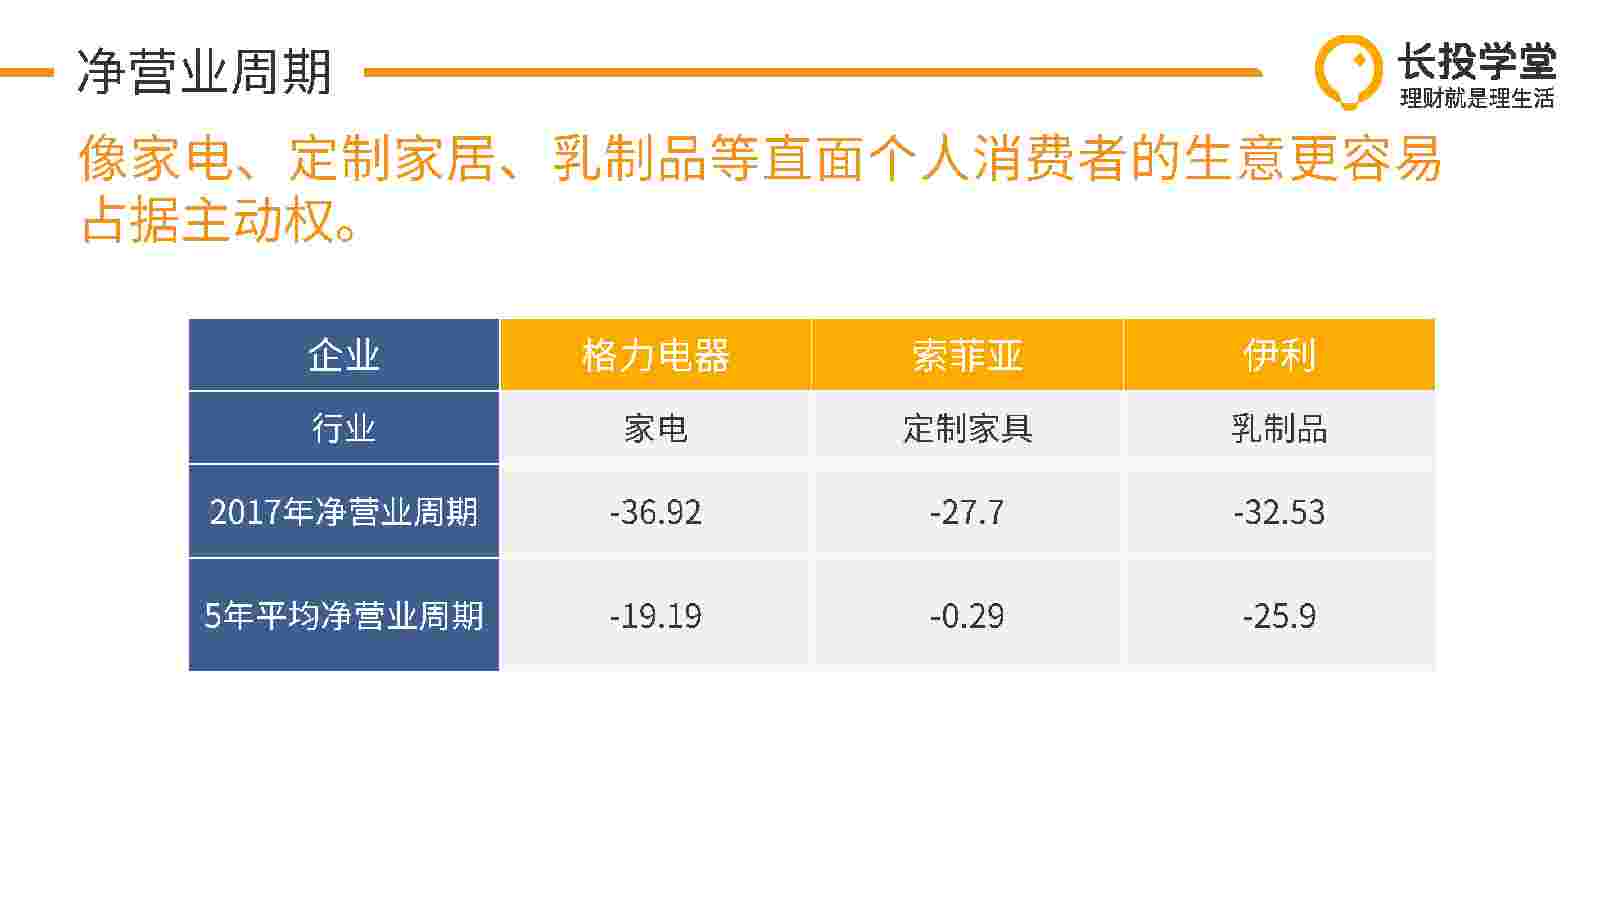 净营业周期
长投学堂
理财就是理生活
像家电、定制家居、乳制品等直面个人消费者的生意更容易
占据主动权。
企业 格力电器 索菲亚 伊利
行业 家电 定制家具 乳制品
2017年净营业周期 -36.92 -27.7 -32.53
5年平均净营业周期 -19.19 -0.29 -25.9